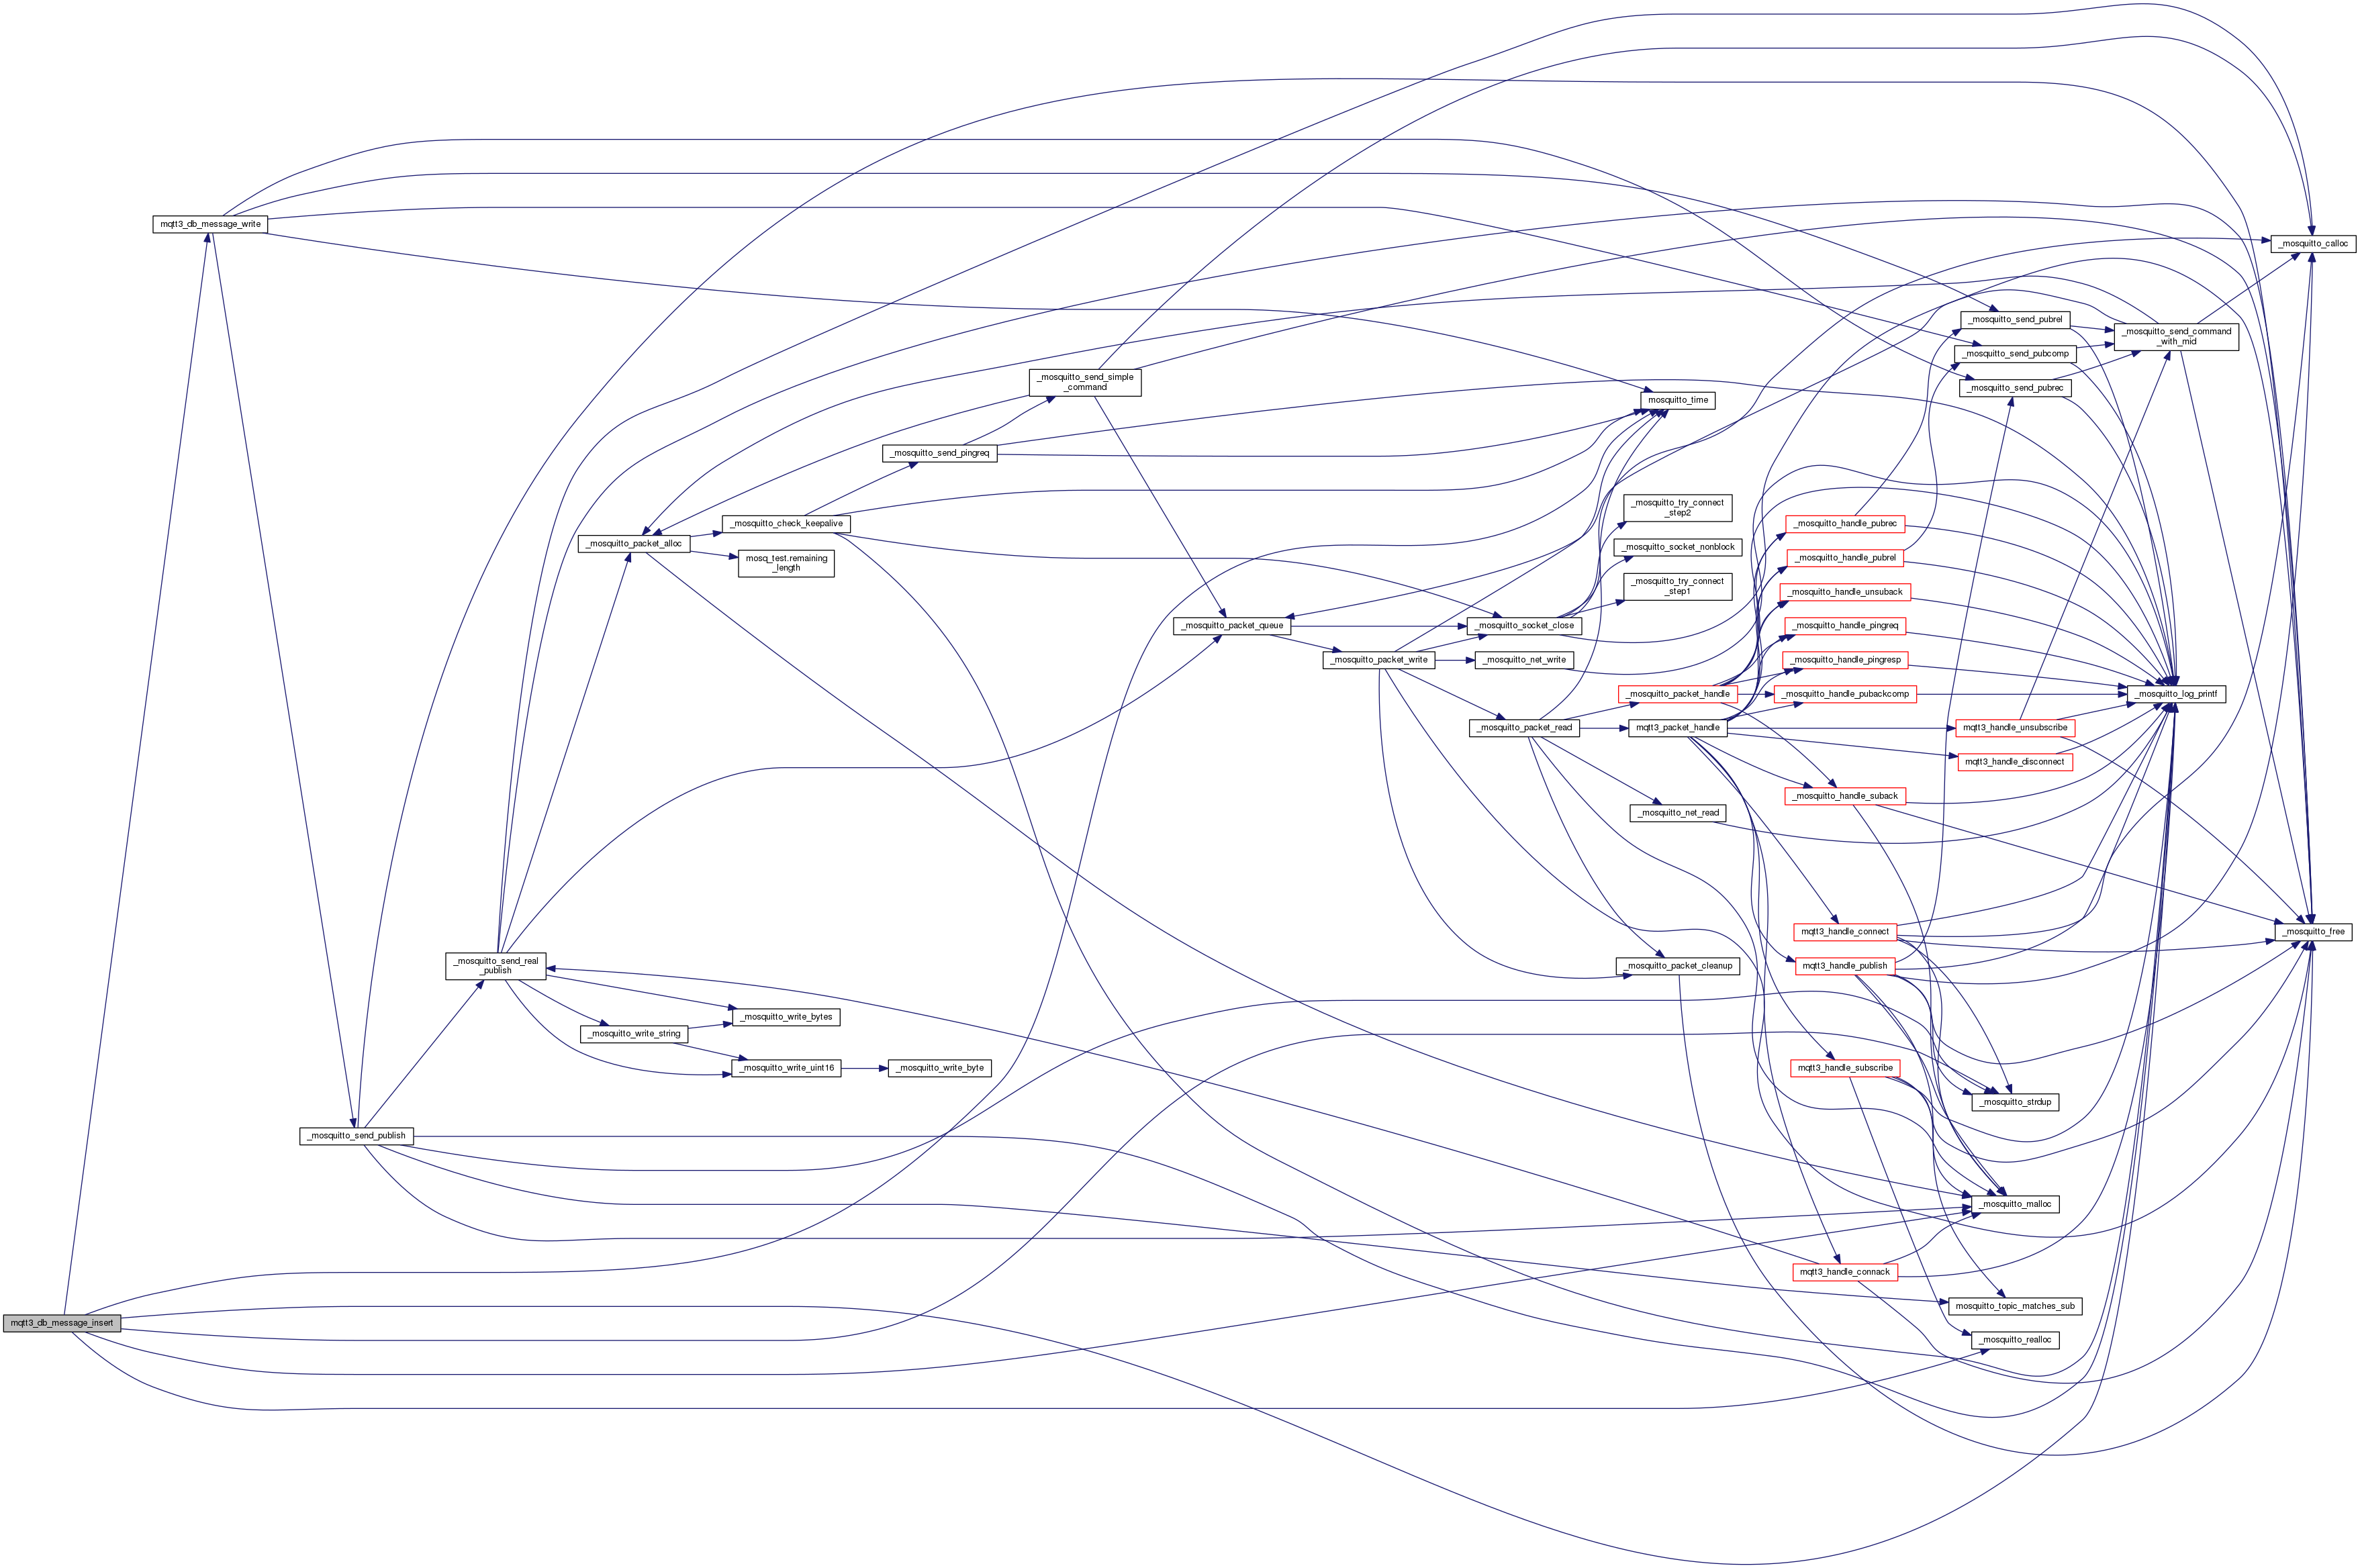 _mosquitto_calloc
mqtt3_db_message_write
_mosquitto_send_pubrel
_mosquitto_send_command
_with_mid
_mosquitto_send_pubcomp
_mosquitto_send_simple
_command
_mosquitto_send_pubrec
mosquitto_time
_mosquitto_send_pingreq
_mosquitto_try_connect
_step2
_mosquitto_check_keepalive
_mosquitto_handle_pubrec
_mosquitto_packet_alloc
_mosquitto_socket_nonblock
mosq_test.remaining
_length
_mosquitto_handle_pubrel
_mosquitto_try_connect
_step1
_mosquitto_handle_unsuback
_mosquitto_packet_queue
_mosquitto_socket_close
_mosquitto_handle_pingreq
_mosquitto_packet_write
_mosquitto_net_write
_mosquitto_handle_pingresp
_mosquitto_packet_handle
_mosquitto_handle_pubackcomp
_mosquitto_log_printf
_mosquitto_packet_read
mqtt3_packet_handle
mqtt3_handle_unsubscribe
mqtt3_handle_disconnect
_mosquitto_handle_suback
_mosquitto_net_read
mqtt3_handle_connect
_mosquitto_free
_mosquitto_send_real
_publish
_mosquitto_packet_cleanup
mqtt3_handle_publish
_mosquitto_write_bytes
_mosquitto_write_string
_mosquitto_write_uint16
_mosquitto_write_byte
mqtt3_handle_subscribe
_mosquitto_strdup
_mosquitto_send_publish
_mosquitto_malloc
mqtt3_handle_connack
mosquitto_topic_matches_sub
mqtt3_db_message_insert
_mosquitto_realloc